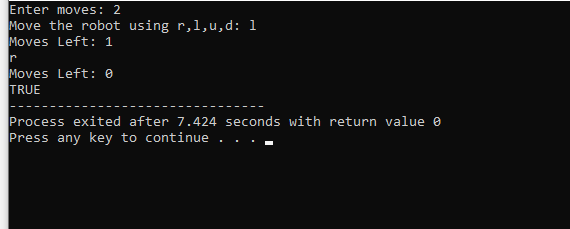 Enter moves: 2
Move the robot using r,l,u,d: l
Moves Left: 1
r
Moves Left: 0
TRUE
--------------------------------
Process exited after 7.424 seconds with return value 0
Press any key to continue . . .